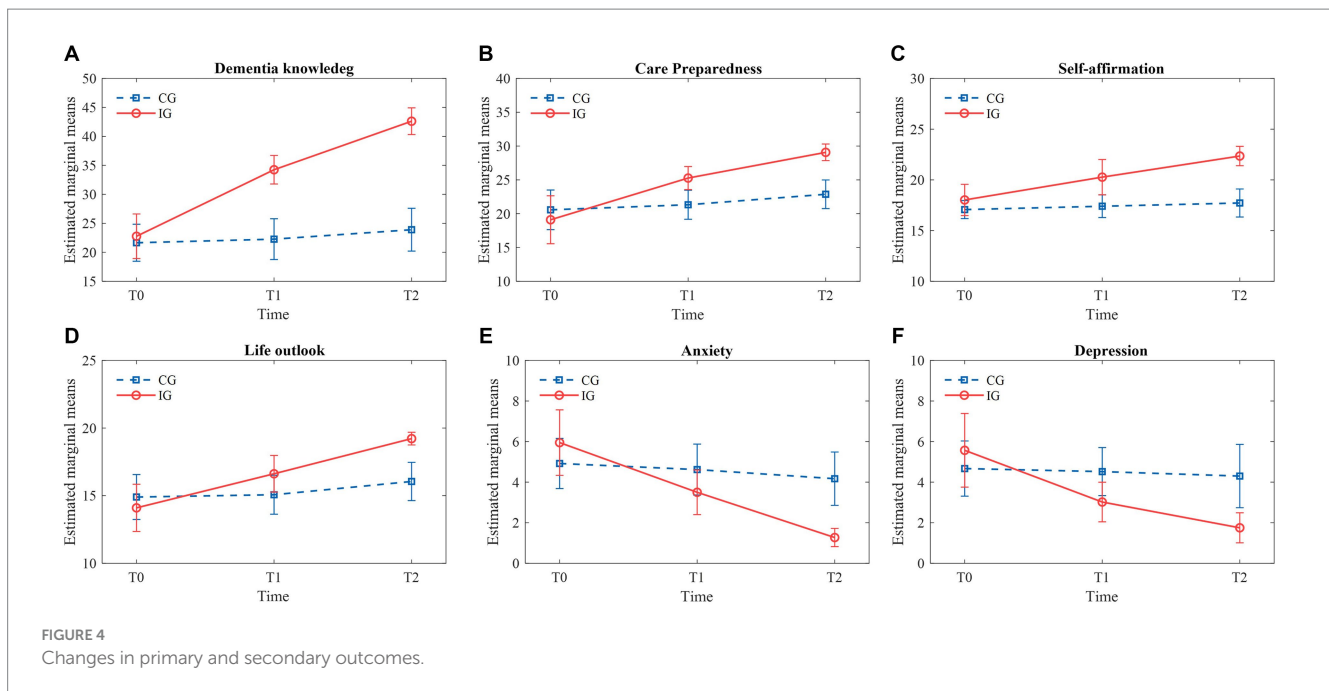 A
Dementia knowledeg
Estimated marginal means
50
45
40
35
30
25
20
15
CG
IG
T0
T1
T2
Time
B
Care Preparedness
Estimated marginal means
40
35
30
25
20
15
10
CG
IG
T0
T1
T2
Time
C
Self-affirmation
Estimated marginal means
30
25
20
15
10
CG
IG
T0
T1
T2
Time
D
Life outlook
Estimated marginal means
25
20
15
10
CG
IG
T0
T1
T2
Time
E
Anxiety
Estimated marginal means
10
8
6
4
2
0
CG
IG
T0
T1
T2
Time
F
Depression
Estimated marginal means
10
8
6
4
2
0
CG
IG
T0
T1
T2
Time
FIGURE 4
Changes in primary and secondary outcomes.